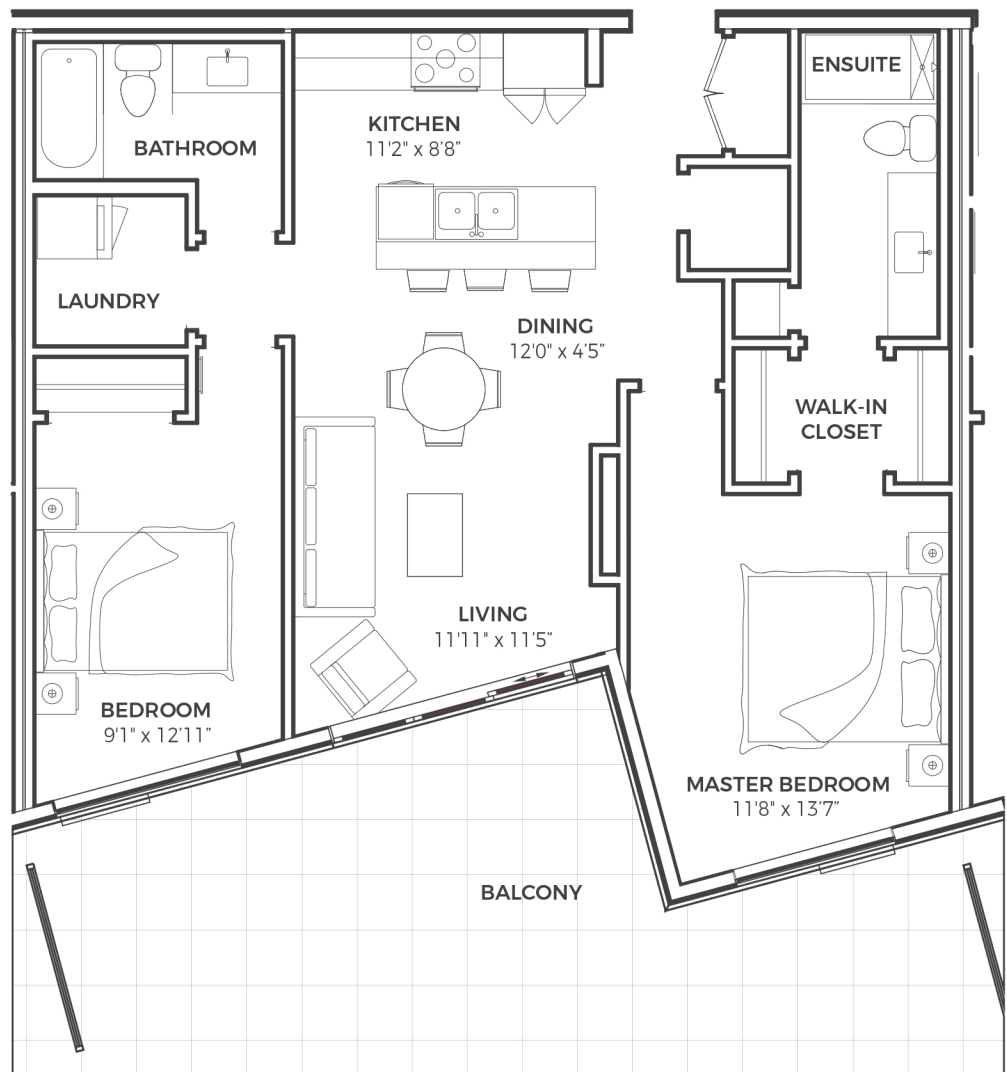 ENSUITE
KITCHEN
11'2" x 8'8"
BATHROOM
LAUNDRY
DINING
12'0" x 4'5"
WALK-IN
CLOSET
LIVING
11'11" x 11'5"
BEDROOM
9'1" x 12'11"
MASTER BEDROOM
11'8" x 13'7"
BALCONY